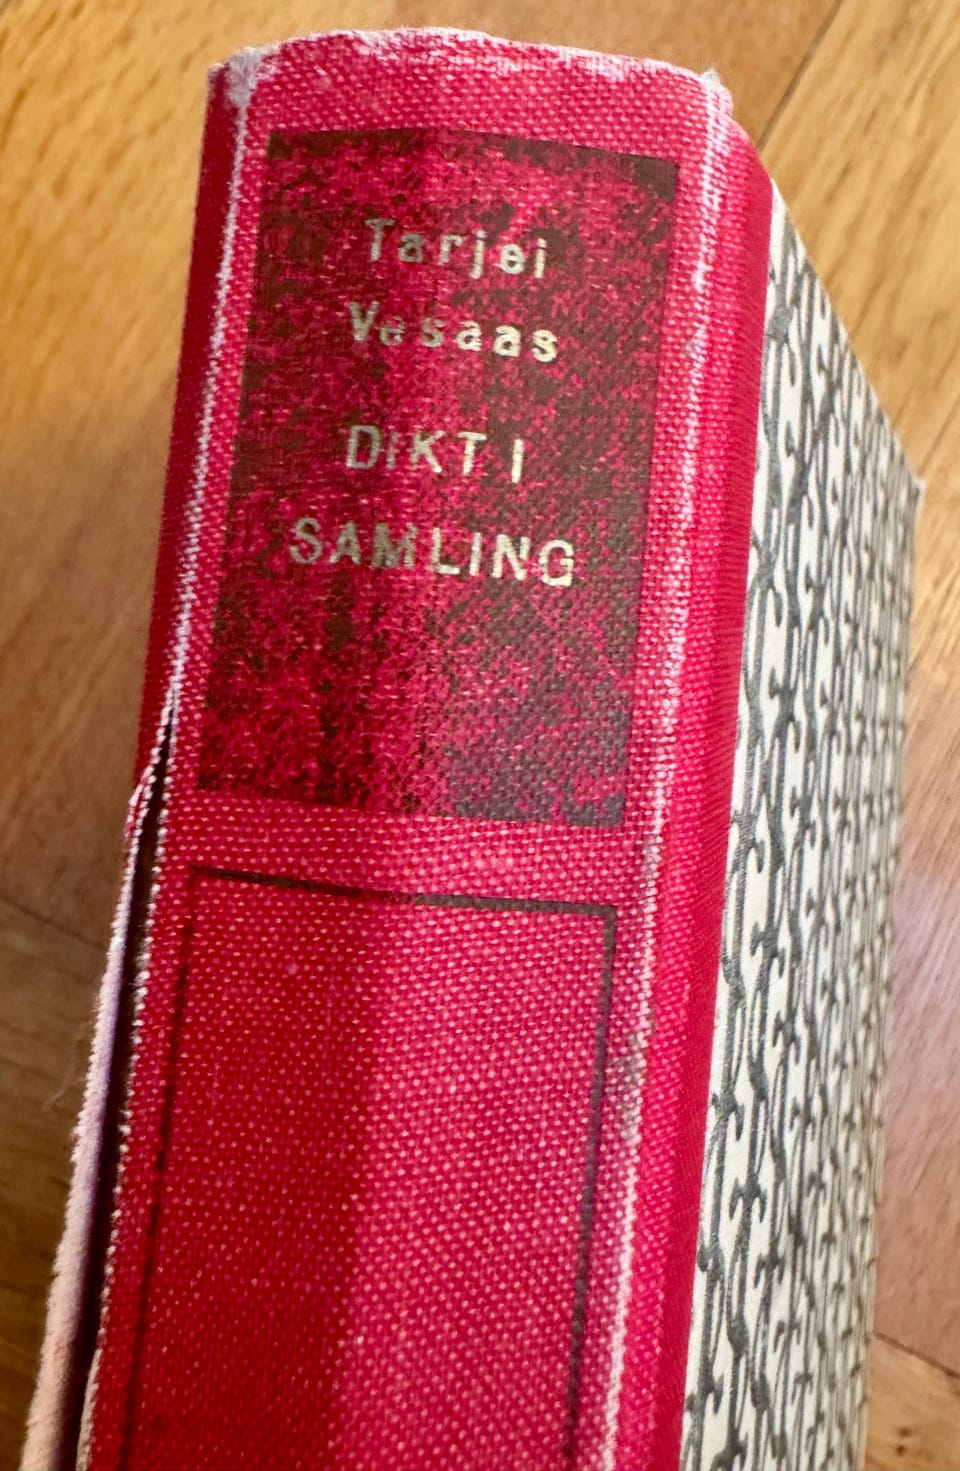 Tarjei
Vesaas
DIKT I
SAMLING